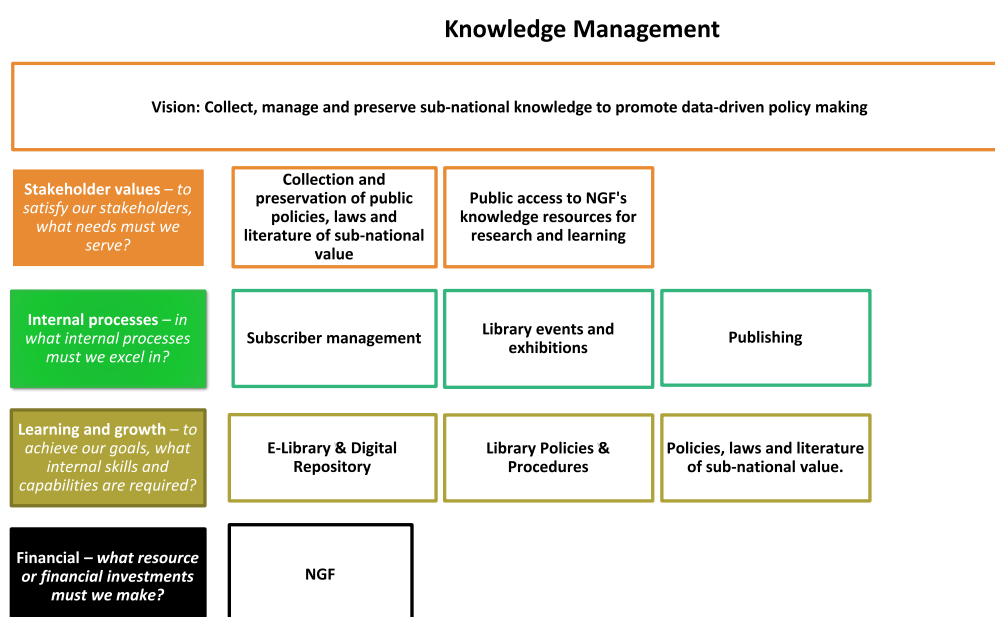 Knowledge Management
Vision: Collect, manage and preserve sub-national knowledge to promote data-driven policy making
Stakeholder values – to
satisfy our stakeholders,
what needs must we
serve?
Collection and
preservation of public
policies, laws and
literature of sub-national
value
Public access to NGF's
knowledge resources for
research and learning
Internal processes – in
what internal processes
must we excel in?
Subscriber management
Library events and
exhibitions
Publishing
Learning and growth – to
achieve our goals, what
internal skills and
capabilities are required?
E-Library & Digital
Repository
Library Policies &
Procedures
Policies, laws and literature
of sub-national value.
Financial – what resource
or financial investments
must we make?
NGF